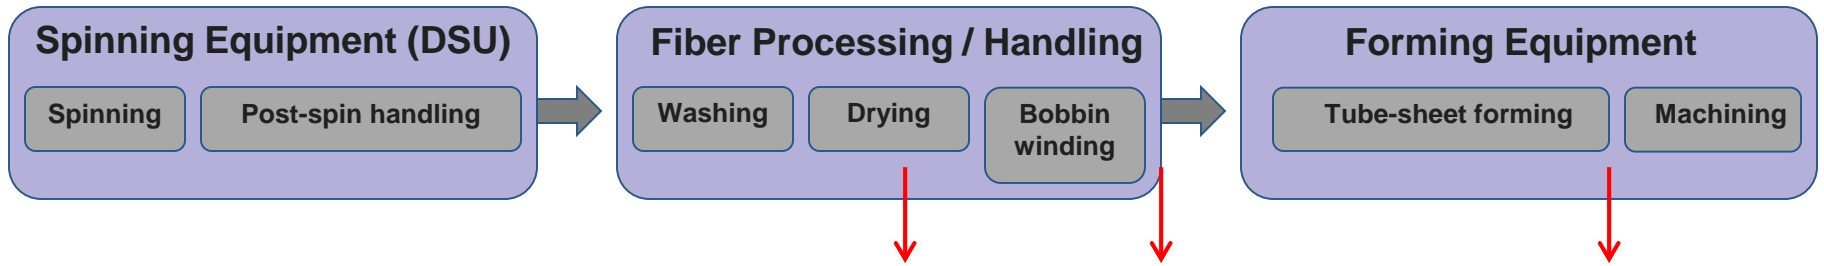 Spinning Equipment (DSU)
Spinning
Post-spin handling
Fiber Processing / Handling
Washing
Drying
Bobbin
winding
Forming Equipment
Tube-sheet forming
Machining